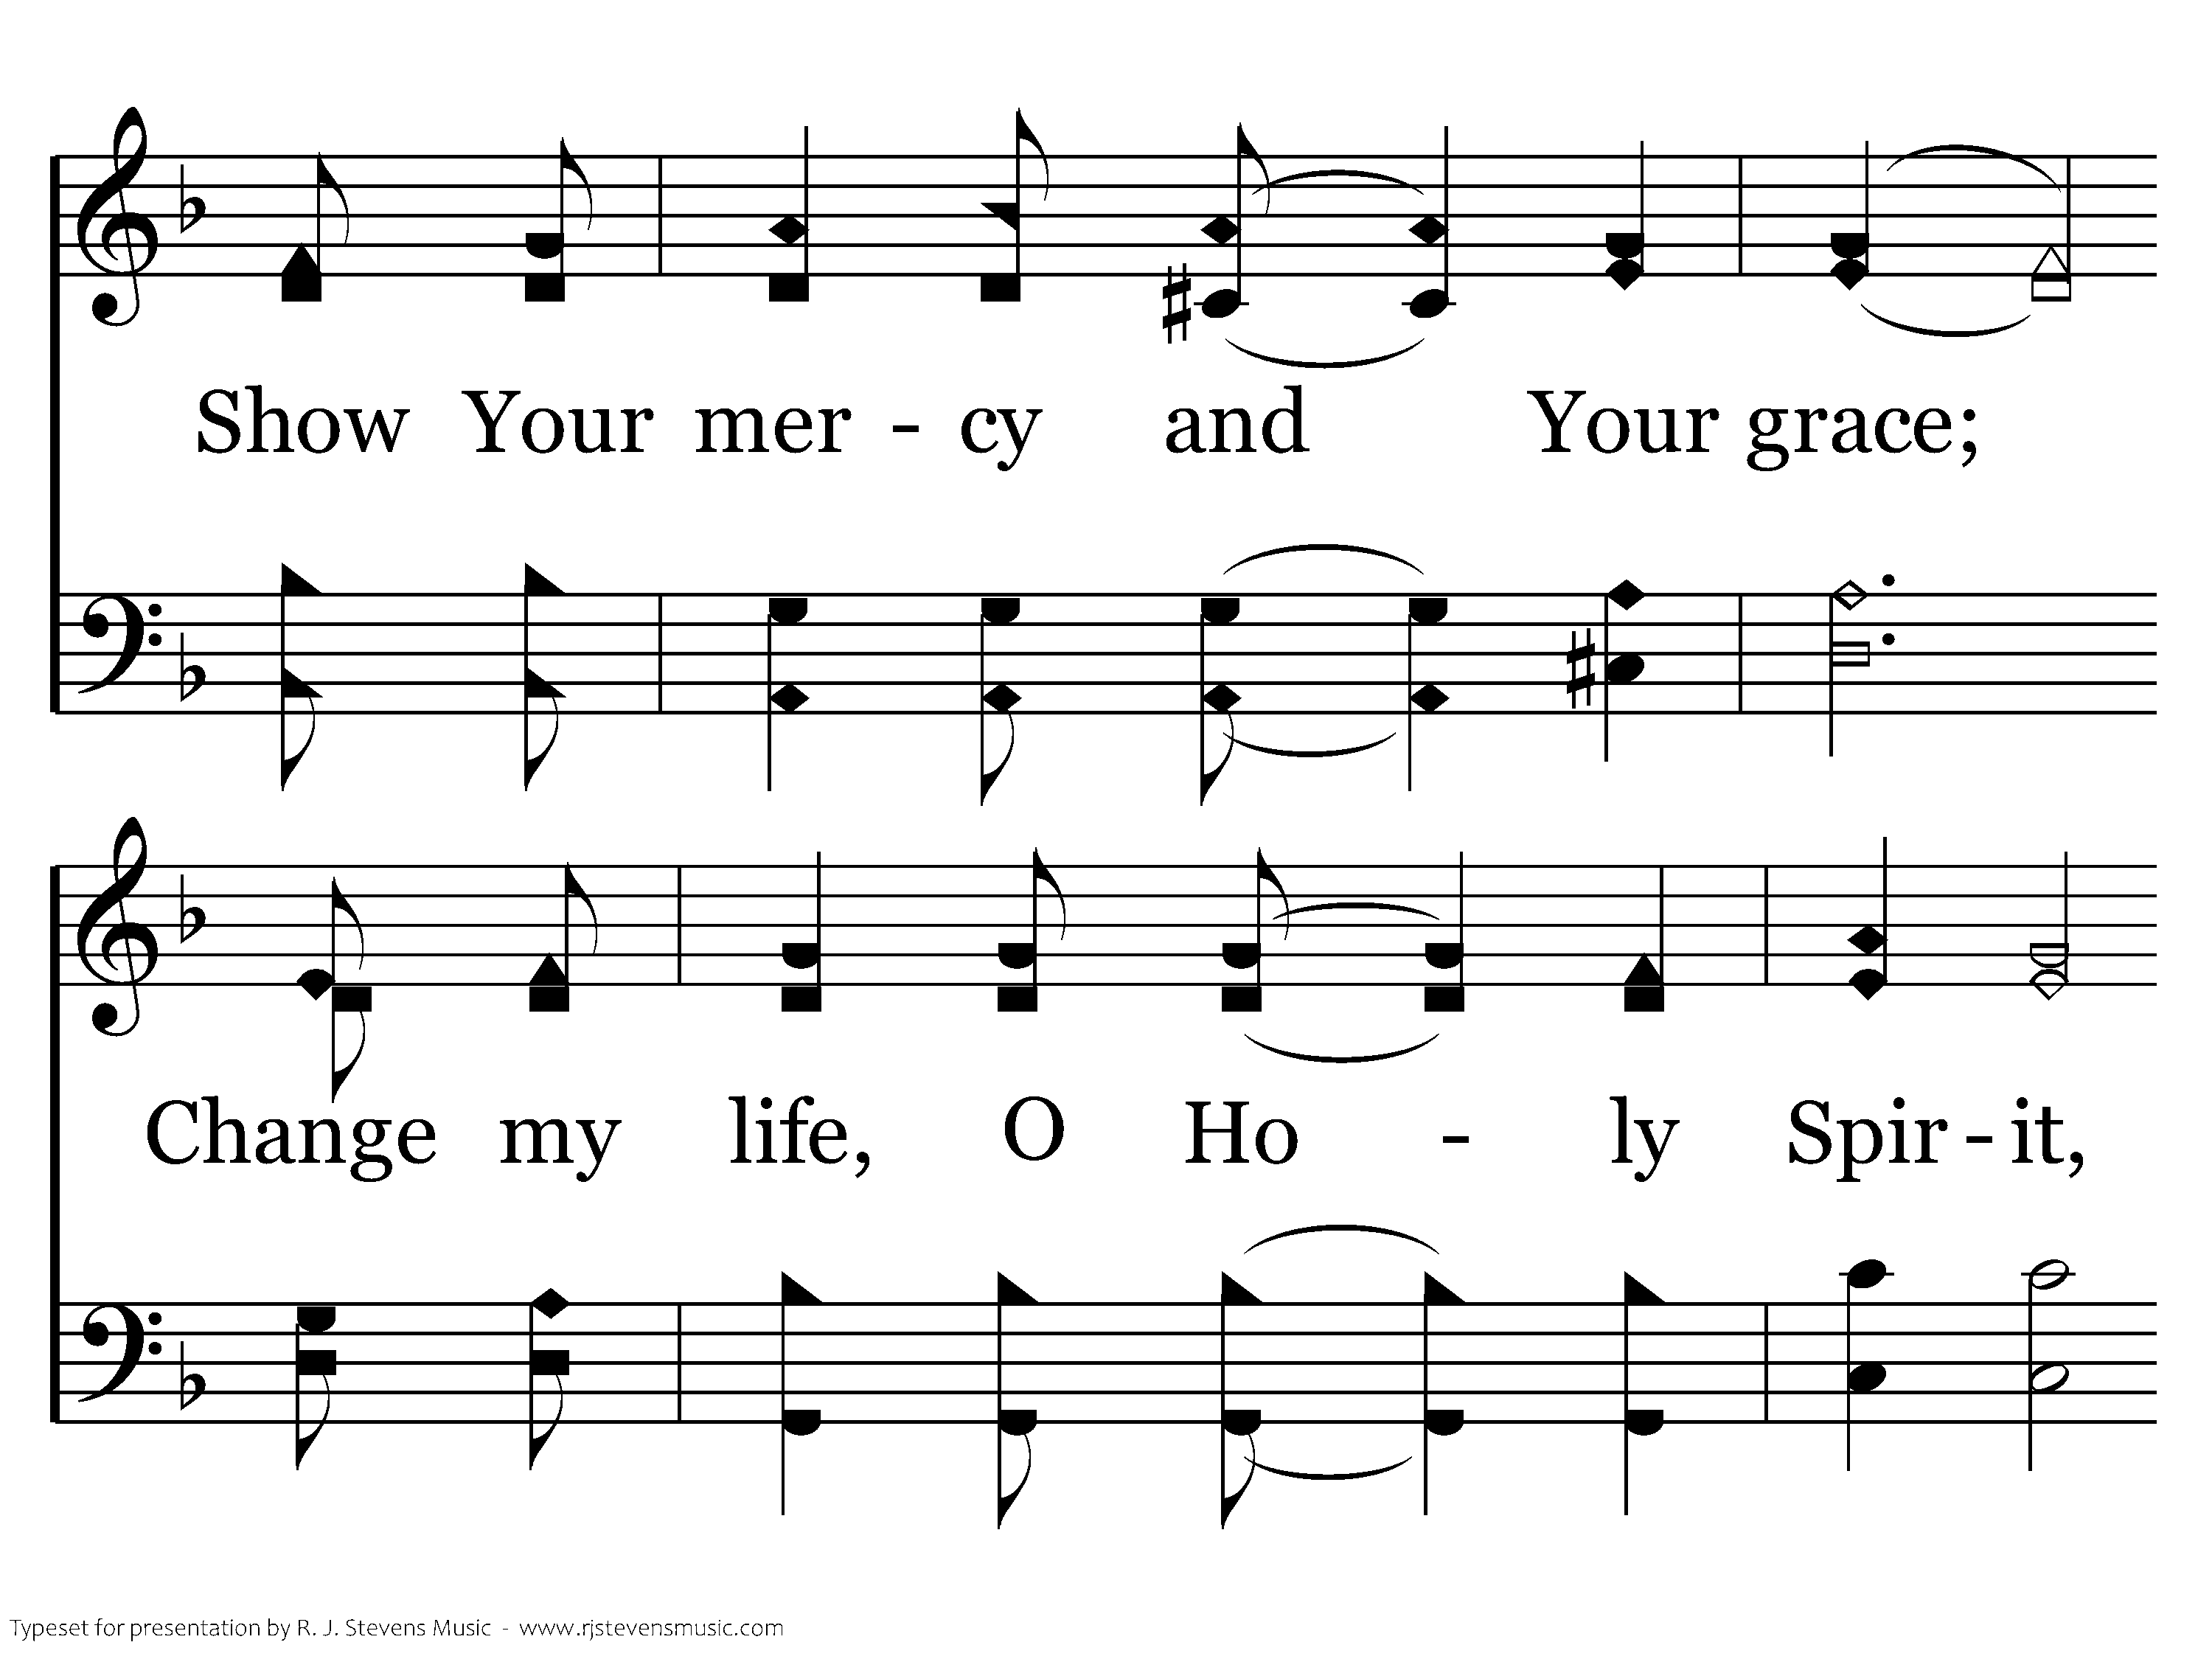 Show Your mer - cy and Your grace;
Change my life, O Ho - ly Spir - it,
Typeset for presentation by R. J. Stevens Music - www.rjstevensmusic.com